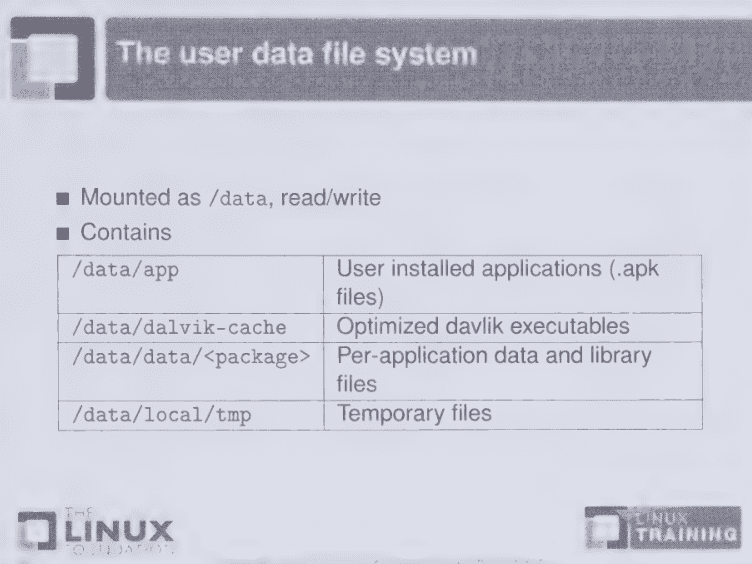 The user data file system
Mounted as /data, read/write
Contains
/data/app User installed applications (.apk
files)
/data/dalvik-cache Optimized davlik executables
/data/data/<package> Per-application data and library
files
/data/local/tmp Temporary files
THE
LINUX
FOUNDATION
LINUX
TRAINING